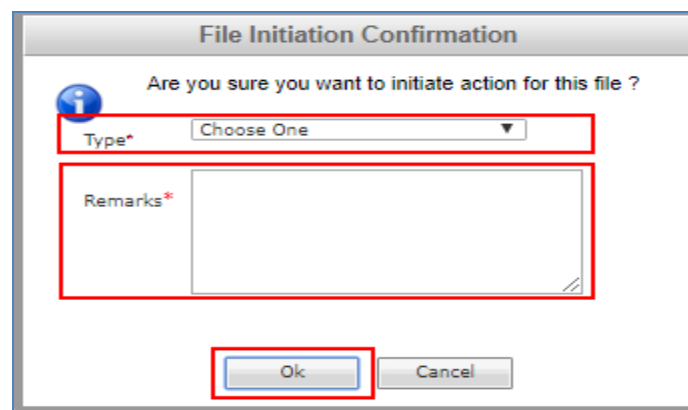 File Initiation Confirmation
Are you sure you want to initiate action for this file ?
Type*
Choose One
Remarks*
Ok
Cancel